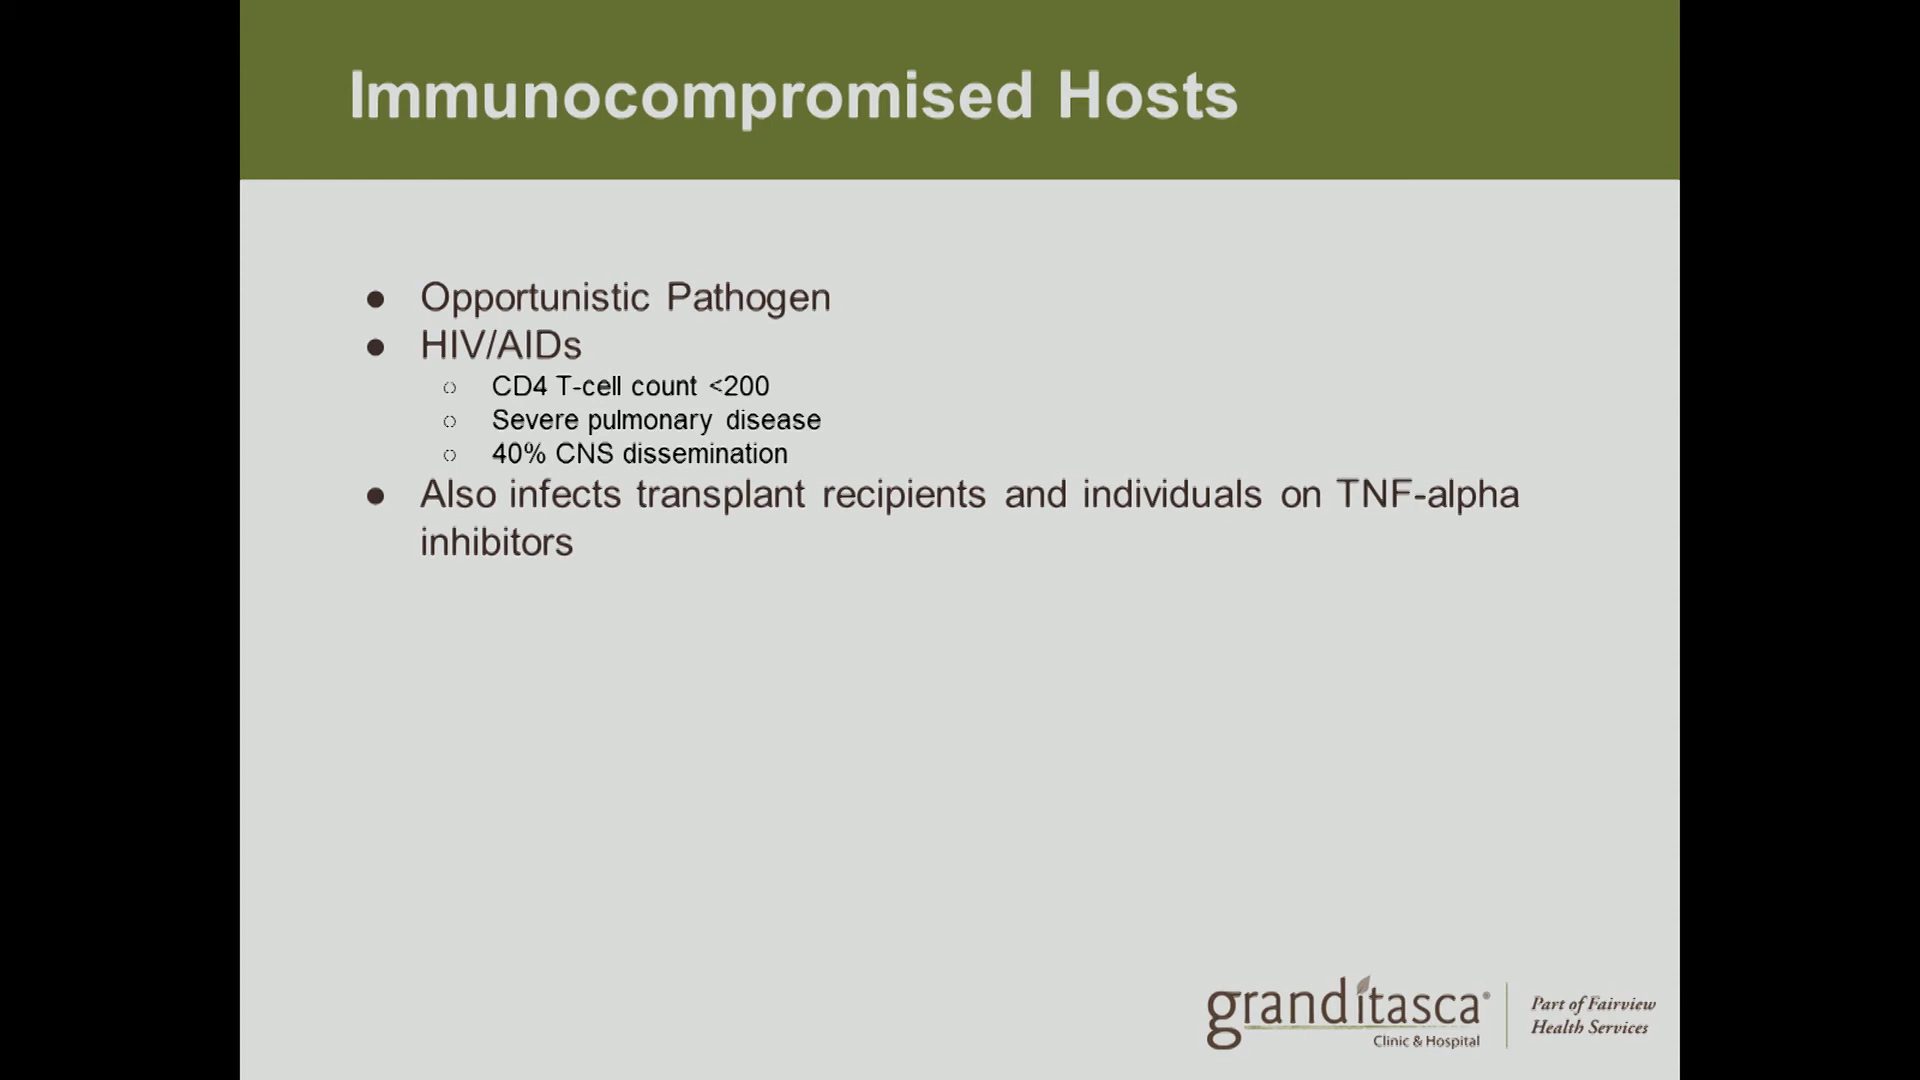 Immunocompromised Hosts
● Opportunistic Pathogen
● HIV/AIDs
○ CD4 T-cell count <200
○ Severe pulmonary disease
○ 40% CNS dissemination
● Also infects transplant recipients and individuals on TNF-alpha
inhibitors
granditasca®
Clinic & Hospital
Part of Fairview
Health Services